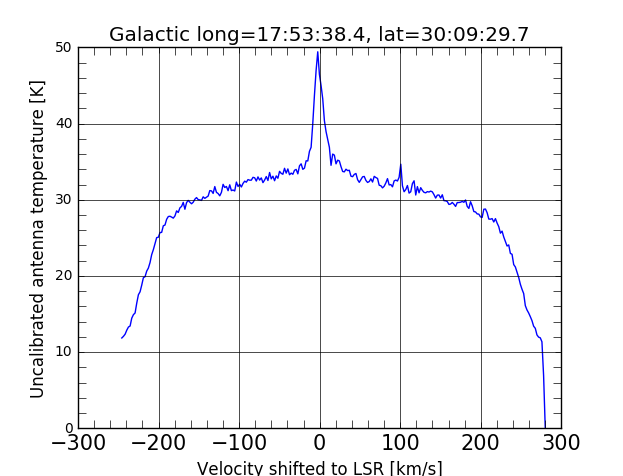 Galactic long=17:53:38.4, lat=30:09:29.7
Uncalibrated antenna temperature [K]
50
40
30
20
10
0
−300 −200 −100 0 100 200 300
Velocity shifted to LSR [km/s]